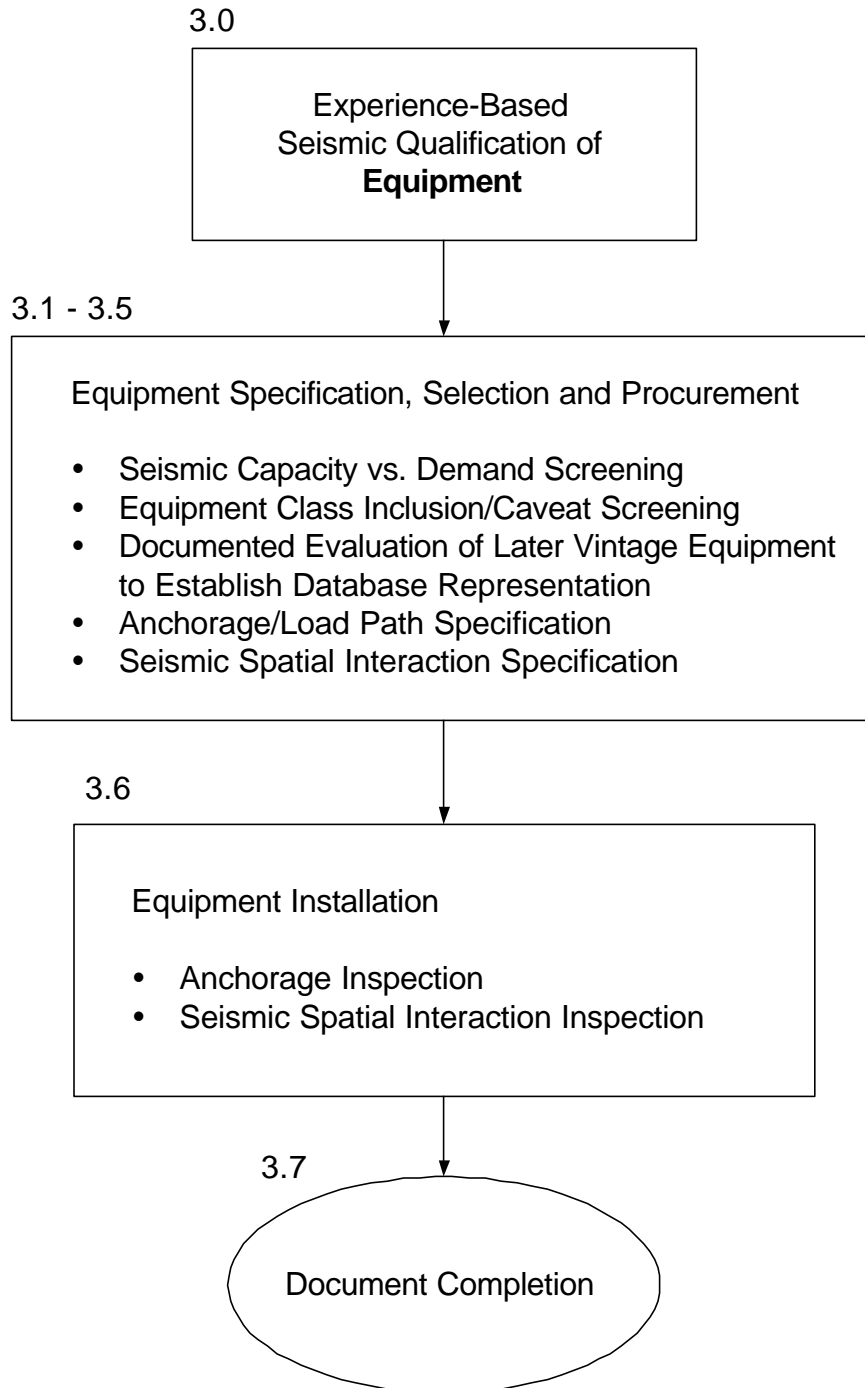 3.0
Experience-Based
Seismic Qualification of
Equipment
3.1 - 3.5
Equipment Specification, Selection and Procurement
• Seismic Capacity vs. Demand Screening
• Equipment Class Inclusion/Caveat Screening
• Documented Evaluation of Later Vintage Equipment
to Establish Database Representation
• Anchorage/Load Path Specification
• Seismic Spatial Interaction Specification
3.6
Equipment Installation
• Anchorage Inspection
• Seismic Spatial Interaction Inspection
3.7
Document Completion